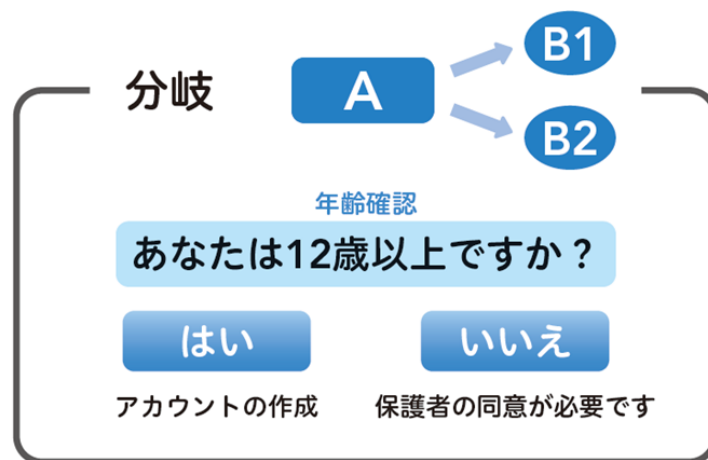 分岐
A
B1
B2
年齢確認
あなたは12歳以上ですか？
はい
いいえ
アカウントの作成
保護者の同意が必要です